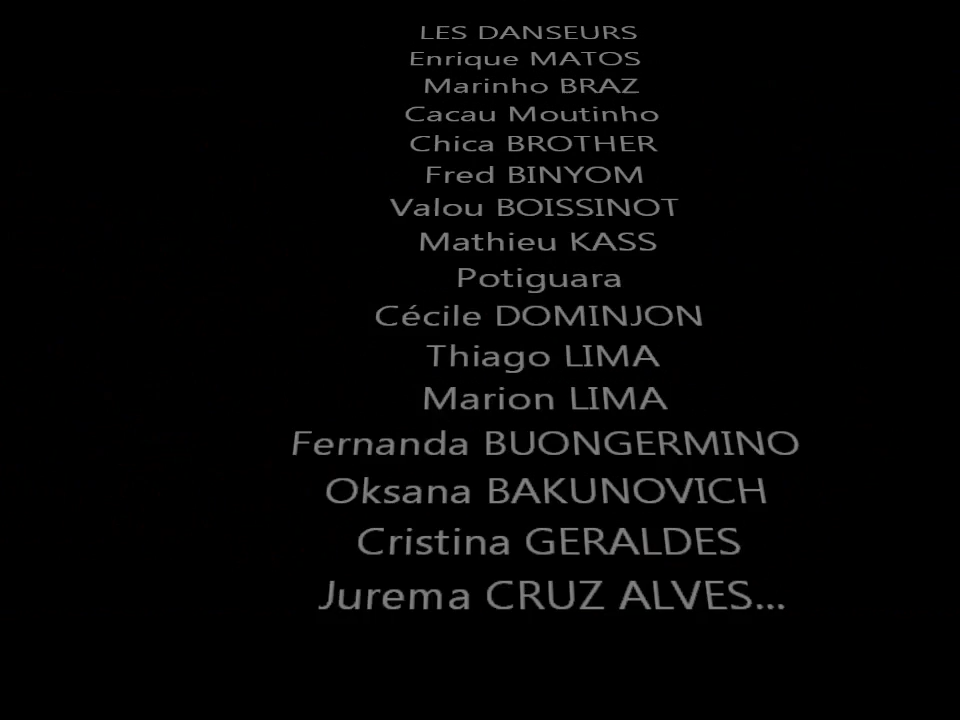 LES DANSEURS
Enrique MATOS
Marinho BRAZ
Cacau Moutinho
Chica BROTHER
Fred BINYOM
Valou BOISSINOT
Mathieu KASS
Potiguara
Cécile DOMINJON
Thiago LIMA
Marion LIMA
Fernanda BUONGERMINO
Oksana BAKUNOVICH
Cristina GERALDES
Jurema CRUZ ALVES...